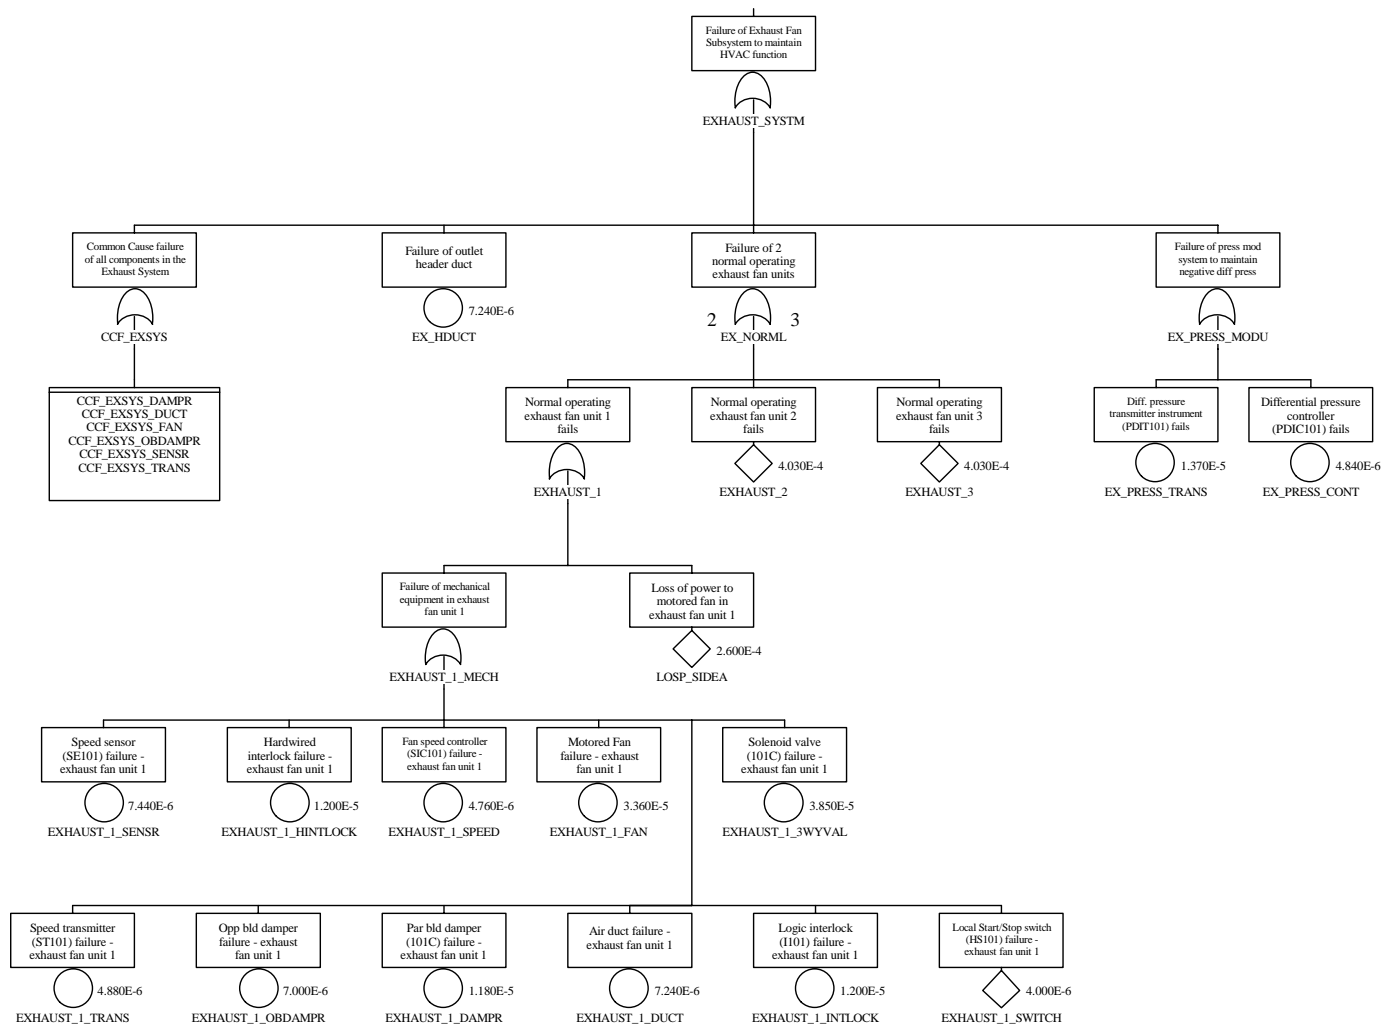 Failure of Exhaust Fan
Subsystem to maintain
HVAC function
EXHAUST_SYSTM
Common Cause failure
of all components in the
Exhaust System
CCF_EXSYS
CCF_EXSYS_DAMPR
CCF_EXSYS_DUCT
CCF_EXSYS_FAN
CCF_EXSYS_OBDAMPR
CCF_EXSYS_SENSR
CCF_EXSYS_TRANS
Failure of outlet
header duct
7.240E-6
EX_HDUCT
Failure of 2
normal operating
exhaust fan units
2 3
EX_NORML
Failure of press mod
system to maintain
negative diff press
EX_PRESS_MODU
Normal operating
exhaust fan unit 1
fails
EXHAUST_1
Normal operating
exhaust fan unit 2
fails
4.030E-4
EXHAUST_2
Normal operating
exhaust fan unit 3
fails
4.030E-4
EXHAUST_3
Diff. pressure
transmitter instrument
(PDIT101) fails
1.370E-5
EX_PRESS_TRANS
Differential pressure
controller
(PDIC101) fails
4.840E-6
EX_PRESS_CONT
Failure of mechanical
equipment in exhaust
fan unit 1
EXHAUST_1_MECH
Loss of power to
motored fan in
exhaust fan unit 1
2.600E-4
LOSP_SIDEA
Speed sensor
(SE101) failure -
exhaust fan unit 1
7.440E-6
EXHAUST_1_SENSR
Hardwired
interlock failure -
exhaust fan unit 1
1.200E-5
EXHAUST_1_HINTLOCK
Fan speed controller
(SIC101) failure -
exhaust fan unit 1
4.760E-6
EXHAUST_1_SPEED
Motored Fan
failure - exhaust
fan unit 1
3.360E-5
EXHAUST_1_FAN
Solenoid valve
(101C) failure -
exhaust fan unit 1
3.850E-5
EXHAUST_1_3WYVAL
Speed transmitter
(ST101) failure -
exhaust fan unit 1
4.880E-6
EXHAUST_1_TRANS
Opp bld damper
failure - exhaust
fan unit 1
7.000E-6
EXHAUST_1_OBDAMPR
Par bld damper
(101C) failure -
exhaust fan unit 1
1.180E-5
EXHAUST_1_DAMPR
Air duct failure -
exhaust fan unit 1
7.240E-6
EXHAUST_1_DUCT
Logic interlock
(I101) failure -
exhaust fan unit 1
1.200E-5
EXHAUST_1_INTLOCK
Local Start/Stop switch
(HS101) failure -
exhaust fan unit 1
4.000E-6
EXHAUST_1_SWITCH